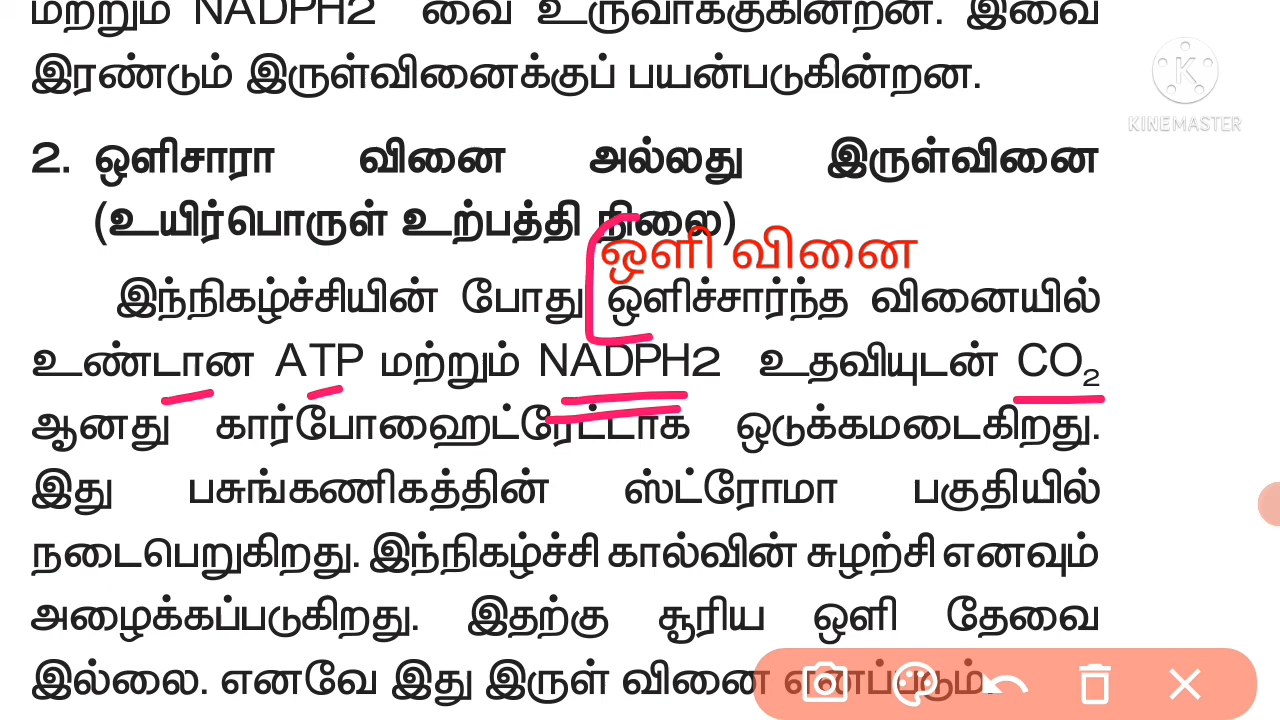 மற்றும் NADPH2 வை உருவாக்குகின்றன. இவை
இரண்டும் இருள்வினைக்குப் பயன்படுகின்றன.
KINEMASTER
2. ஒளிசாரா வினை அல்லது இருள்வினை
(உயிர்பொருள் உற்பத்தி நிலை)
ஒளி வினை
இந்நிகழ்ச்சியின் போது ஒளிச்சார்ந்த வினையில்
உண்டான ATP மற்றும் NADPH2 உதவியுடன் CO₂
ஆனது கார்போஹைட்ரேட்டாக ஒடுக்கமடைகிறது.
இது பசுங்கணிகத்தின் ஸ்ட்ரோமா பகுதியில்
நடைபெறுகிறது. இந்நிகழ்ச்சி கால்வின் சுழற்சி எனவும்
அழைக்கப்படுகிறது. இதற்கு சூரிய ஒளி தேவை
இல்லை. எனவே இது இருள் வினை எனப்படும்.